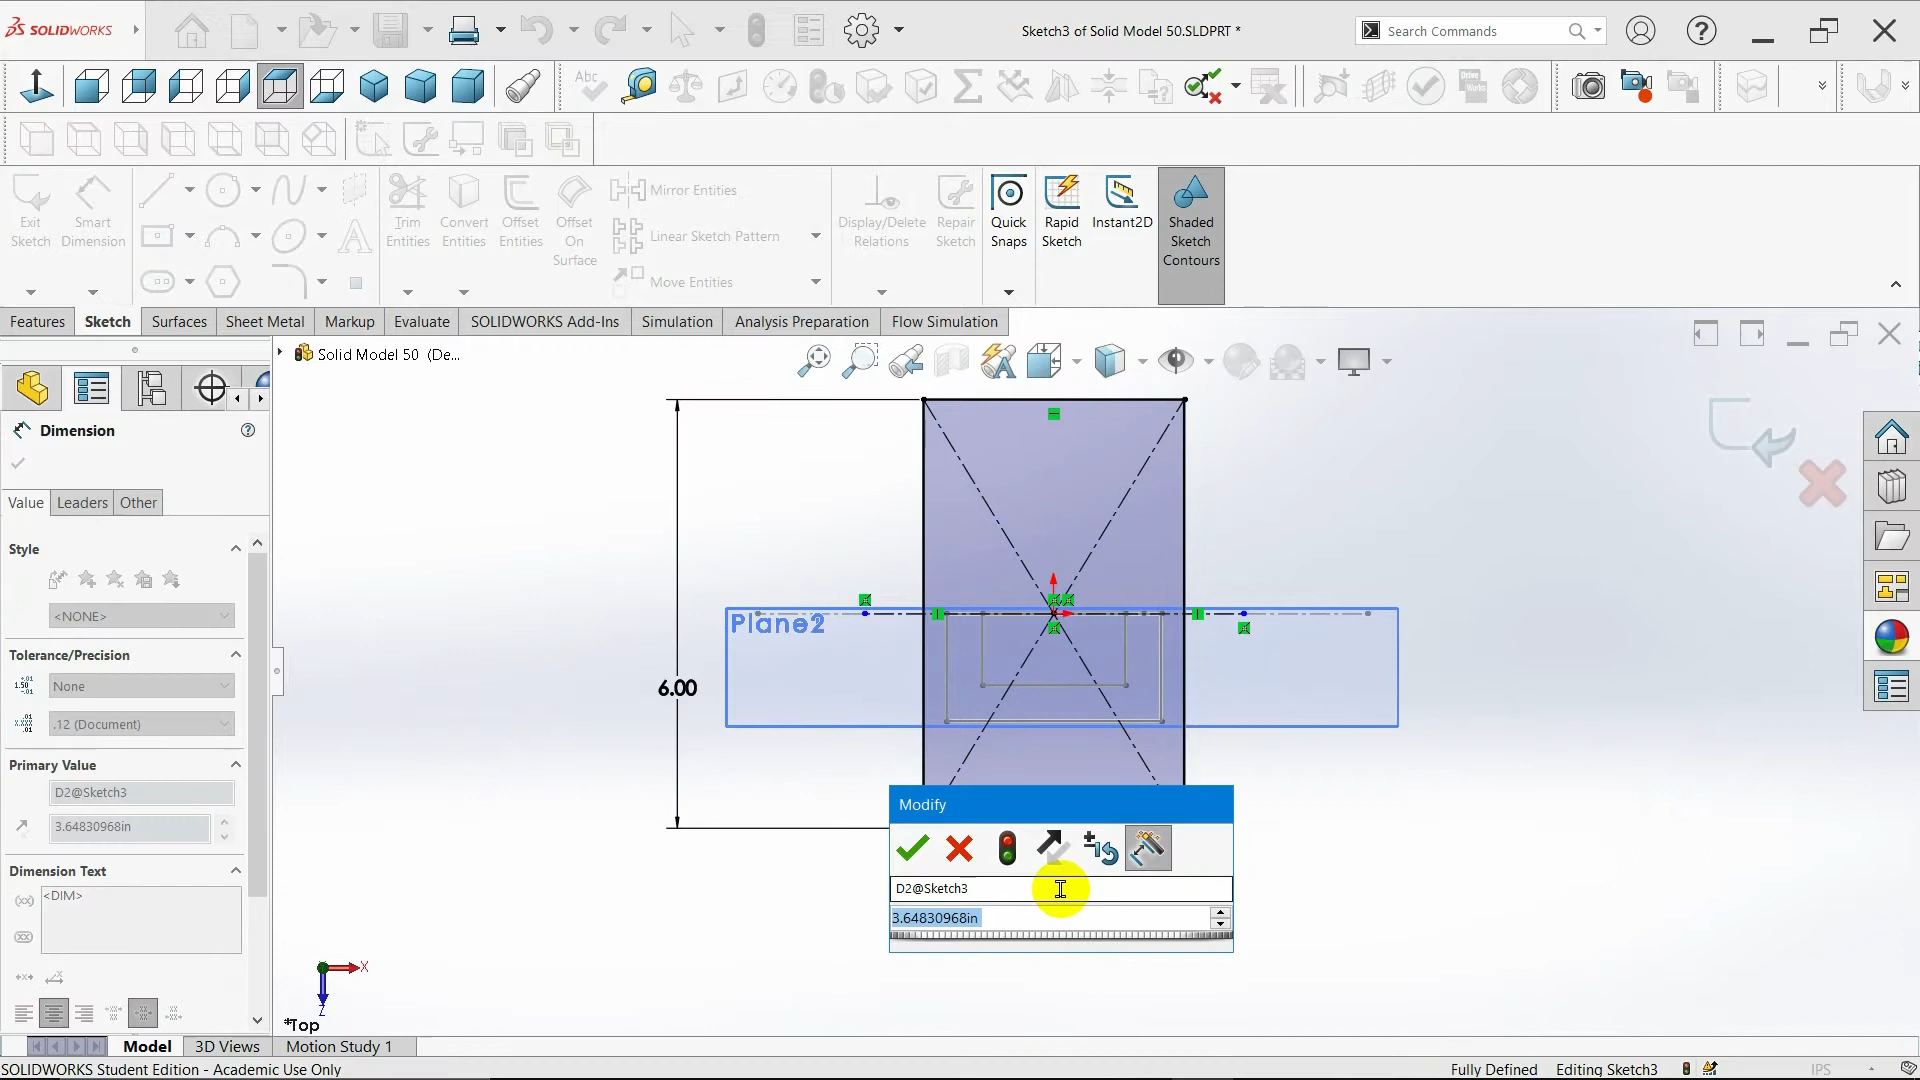 SOLIDWORKS
Sketch3 of Solid Model 50.SLDPRT *
Search Commands
Abc
Drive Works
Exit Sketch
Smart Dimension
Trim Entities
Convert Entities
Offset Entities
Offset On Surface
Mirror Entities
Linear Sketch Pattern
Move Entities
Display/Delete Relations
Repair Sketch
Quick Snaps
Rapid Sketch
Instant2D
Shaded Sketch Contours
Features
Sketch
Surfaces
Sheet Metal
Markup
Evaluate
SOLIDWORKS Add-Ins
Simulation
Analysis Preparation
Flow Simulation
Solid Model 50 (De...
Dimension
Value
Leaders
Other
Style
<NONE>
Tolerance/Precision
None
.12 (Document)
Primary Value
D2@Sketch3
3.64830968in
Dimension Text
<DIM>
Plane2
6.00
Modify
D2@Sketch3
3.64830968in
X
Z
*Top
Model
3D Views
Motion Study 1
SOLIDWORKS Student Edition - Academic Use Only
Fully Defined
Editing Sketch3
IPS